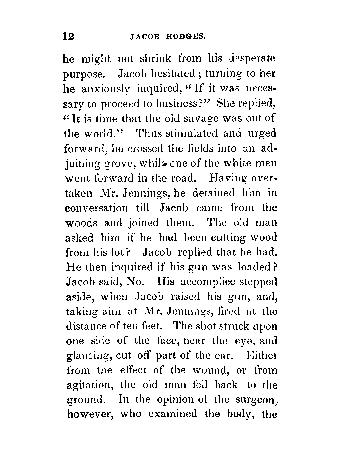 12 JACOB HODGES.
he might not shrink from his desperate
purpose. Jacob hesitated; turning to her
he anxiously inquired, "If it was neces-
sary to proceed to business?" She replied,
"It is time that the old savage was out of
the world." Thus stimulated and urged
forward, he crossed the fields into an ad-
joining grove, while one of the white men
went forward in the road. Having over-
taken Mr. Jennings, he detained him in
conversation till Jacob came from the
woods and joined them. The old man
asked him if he had been cutting wood
from his lot? Jacob replied that he had.
He then inquired if his gun was loaded?
Jacob said, No. His accomplice stepped
aside, when Jacob raised his gun, and,
taking aim at Mr. Jennings, fired at the
distance of ten feet. The shot struck upon
one side of the face, near the eye, and
glancing, cut off part of the ear. Either
from the effect of the wound, or from
agitation, the old man fell back to the
ground. In the opinion of the surgeon,
however, who examined the body, the